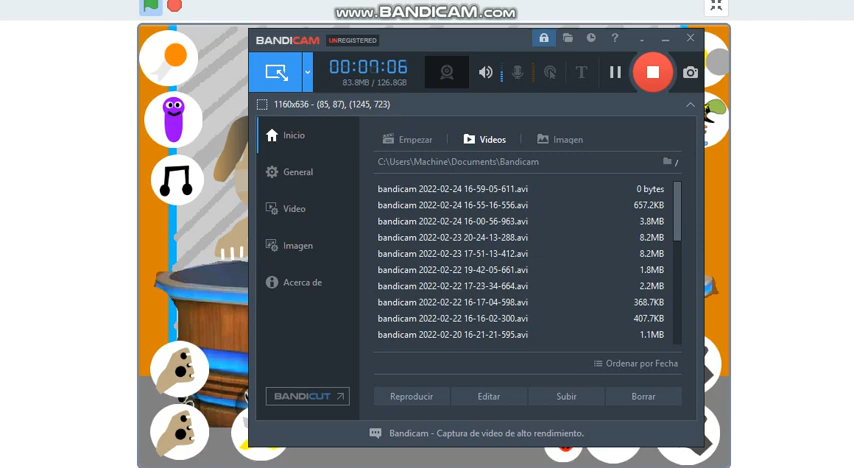 www.BANDICAM.com
BANDICAM UNREGISTERED
00:07:06
83.8MB / 126.8GB
1160x636 - (85, 87), (1245, 723)
Inicio
General
Video
Imagen
Acerca de
BANDICUT
Empezar Videos Imagen
C:\Users\Machine\Documents\Bandicam
bandicam 2022-02-24 16-59-05-611.avi 0 bytes
bandicam 2022-02-24 16-55-16-556.avi 657.2KB
bandicam 2022-02-24 16-00-56-963.avi 3.8MB
bandicam 2022-02-23 20-24-13-288.avi 8.2MB
bandicam 2022-02-23 17-51-13-412.avi 8.2MB
bandicam 2022-02-22 19-42-05-661.avi 1.8MB
bandicam 2022-02-22 17-23-34-664.avi 2.2MB
bandicam 2022-02-22 16-17-04-598.avi 368.7KB
bandicam 2022-02-22 16-16-02-300.avi 407.7KB
bandicam 2022-02-20 16-21-21-595.avi 1.1MB
Ordenar por Fecha
Reproducir Editar Subir Borrar
Bandicam - Captura de video de alto rendimiento.